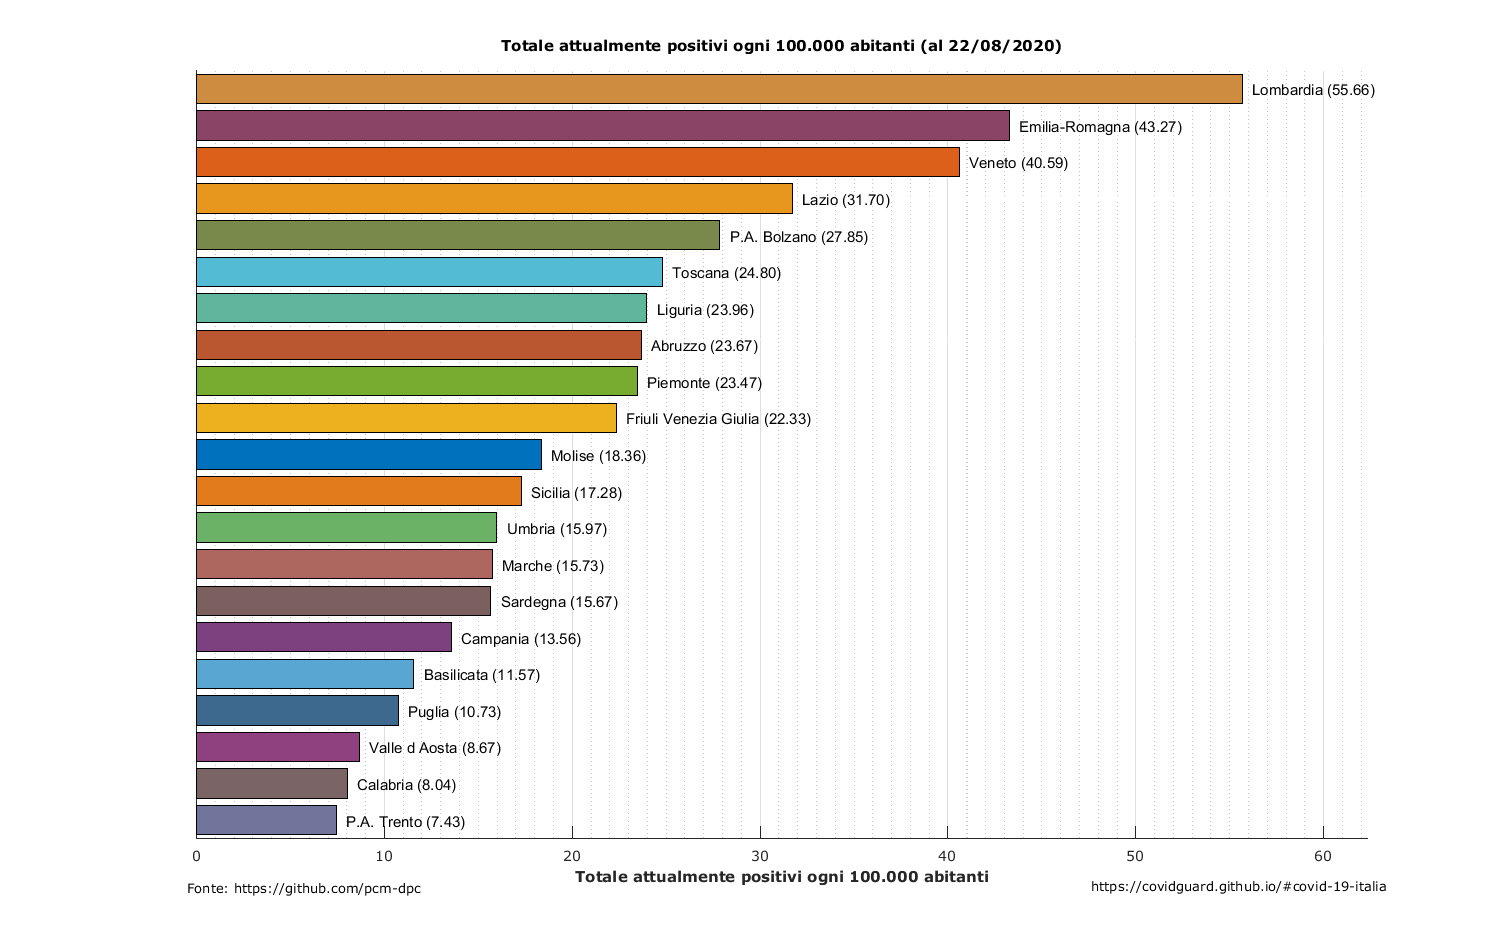 Totale attualmente positivi ogni 100.000 abitanti (al 22/08/2020)
Lombardia (55.66)
Emilia-Romagna (43.27)
Veneto (40.59)
Lazio (31.70)
P.A. Bolzano (27.85)
Toscana (24.80)
Liguria (23.96)
Abruzzo (23.67)
Piemonte (23.47)
Friuli Venezia Giulia (22.33)
Molise (18.36)
Sicilia (17.28)
Umbria (15.97)
Marche (15.73)
Sardegna (15.67)
Campania (13.56)
Basilicata (11.57)
Puglia (10.73)
Valle d Aosta (8.67)
Calabria (8.04)
P.A. Trento (7.43)
0 10 20 30 40 50 60
Totale attualmente positivi ogni 100.000 abitanti
Fonte: https://github.com/pcm-dpc
https://covidguard.github.io/#covid-19-italia